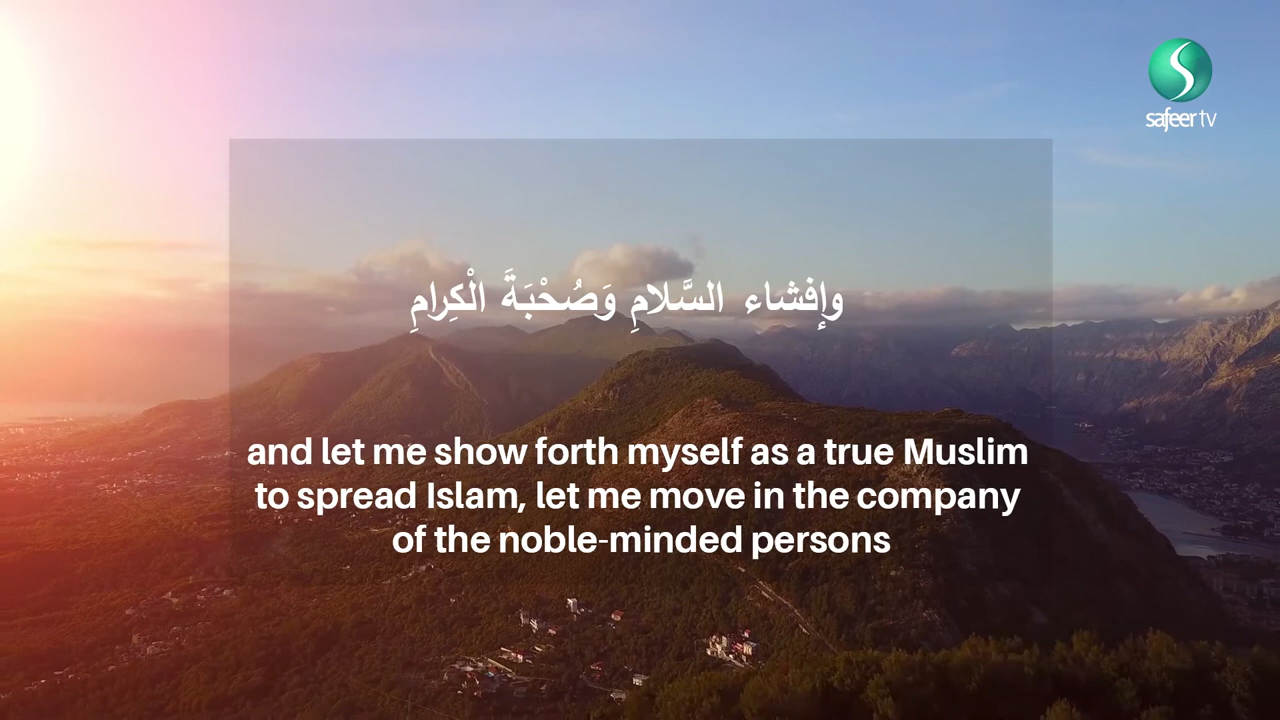 safeer tv
وإفشاء السَّلامِ وَصُحْبَةَ الْكِرامِ
and let me show forth myself as a true Muslim
to spread Islam, let me move in the company
of the noble-minded persons